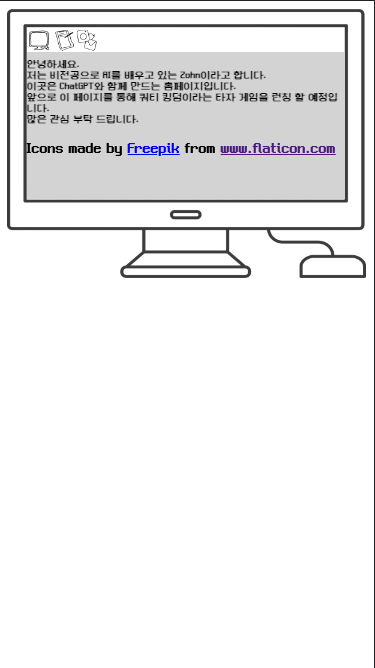 안녕하세요.
저는 비전공으로 AI를 배우고 있는 Zohn이라고 합니다.
이곳은 ChatGPT와 함께 만드는 홈페이지입니다.
앞으로 이 페이지를 통해 쿼티 킹덤이라는 타자 게임을 런칭 할 예정입
니다.
많은 관심 부탁 드립니다.
Icons made by Freepik from www.flaticon.com